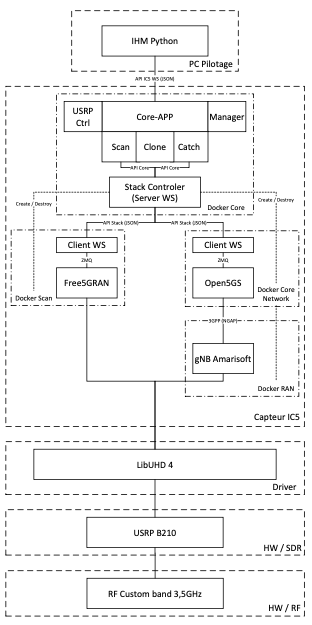 IHM Python
PC Pilotage
API IC5 WS (JSON)
USRP
Ctrl
Core-APP
Manager
Scan
Clone
Catch
API Core
API Core
Stack Controler
(Server WS)
Docker Core
Create / Destroy
Create / Destroy
API Stack (JSON)
API Stack (JSON)
Client WS
Client WS
ZMQ
ZMQ
Free5GRAN
Open5GS
Docker Scan
Docker Core
Network
3GPP (NGAP)
gNB Amarisoft
Docker RAN
Capteur IC5
LibUHD 4
Driver
USRP B210
HW / SDR
RF Custom band 3,5GHz
HW / RF